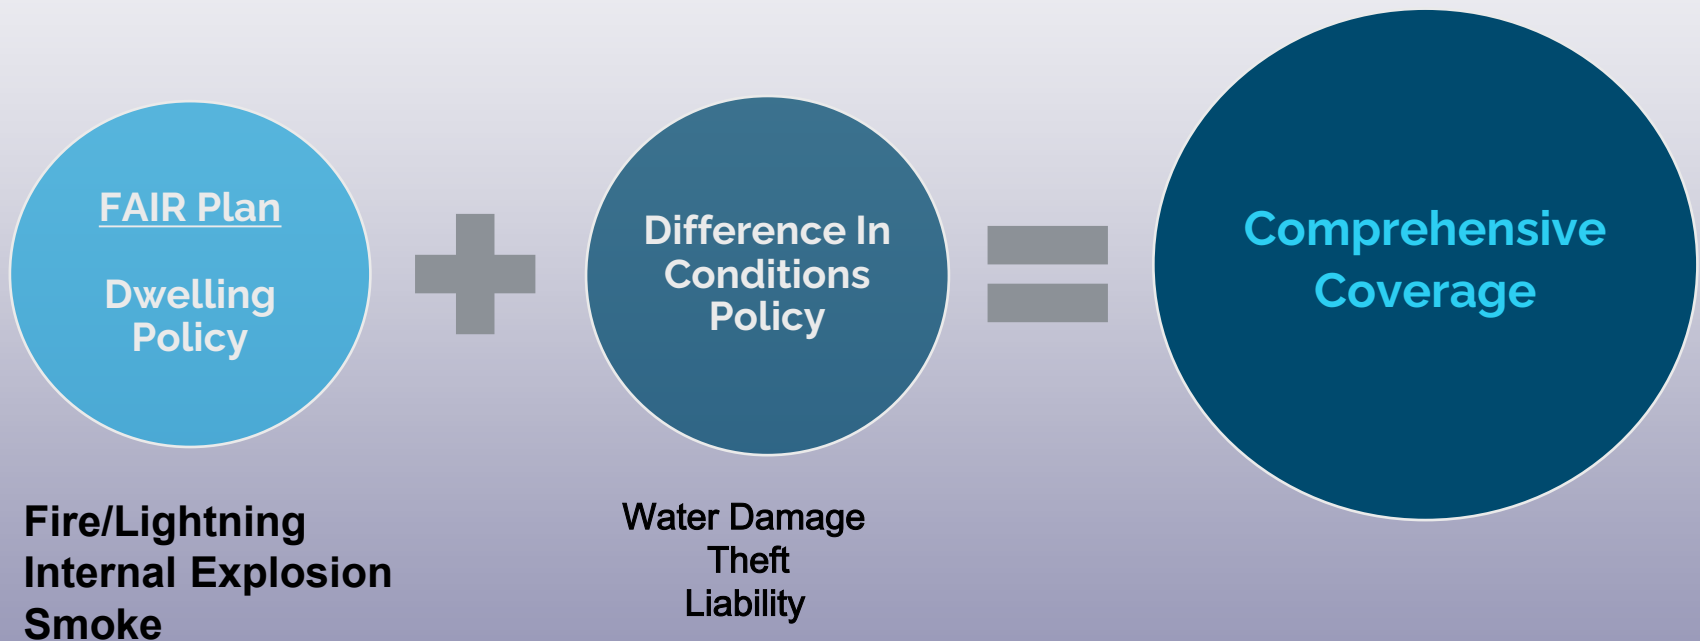 FAIR Plan
Dwelling
Policy
Difference In
Conditions
Policy
Comprehensive
Coverage
Fire/Lightning
Internal Explosion
Smoke
Water Damage
Theft
Liability